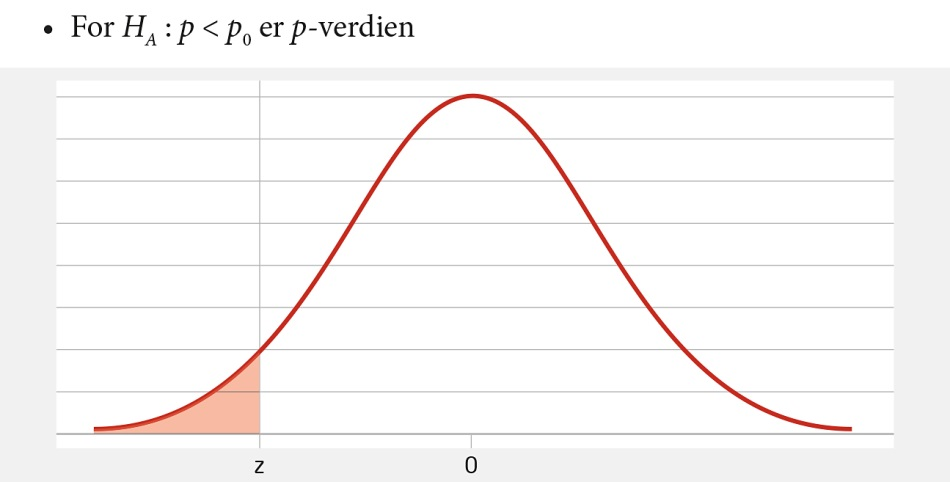 • For H_A : p < p_0 er p-verdien
z 0